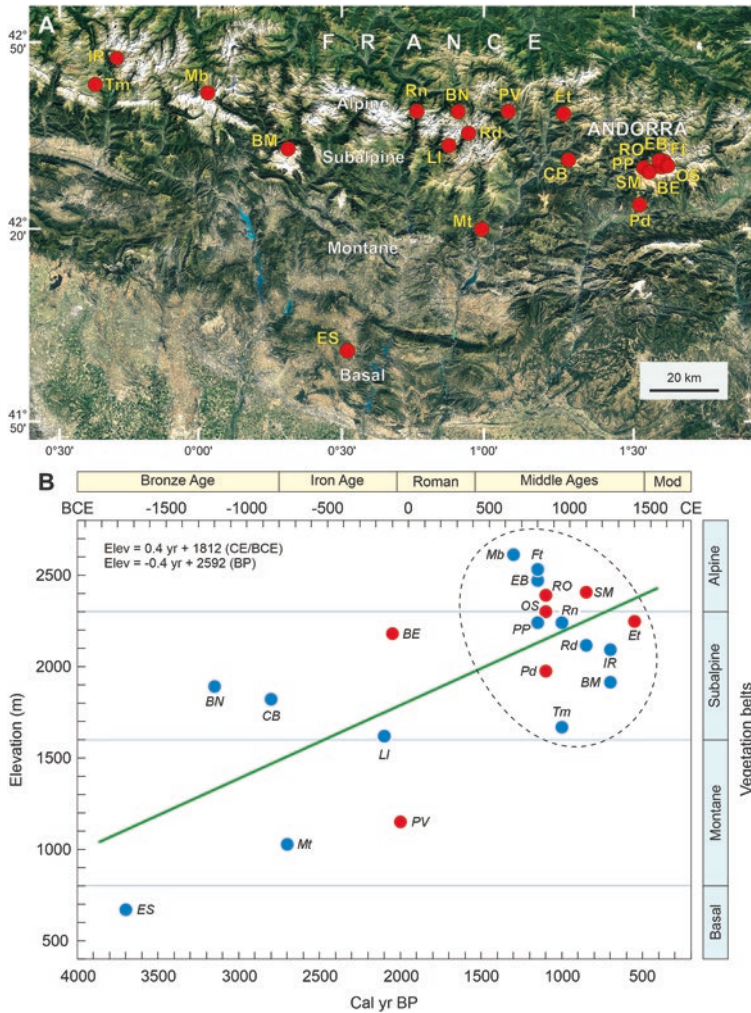 A
42°
50'
F R A N C E
IR
Tm
Mb
Alpine
Rn
BN
PV
Et
BM
Subalpine
Rd
LI
ANDORRA
EB
Ft
RO
PP
OS
SM
BE
CB
Pd
42°
20'
Mt
Montane
ES
Basal
20 km
41°
50'
0°30'
0°00'
0°30'
1°00'
1°30'
B
Bronze Age
Iron Age
Roman
Middle Ages
Mod
BCE
-1500
-1000
-500
0
500
1000
1500
CE
Elev = 0.4 yr + 1812 (CE/BCE)
Elev = -0.4 yr + 2592 (BP)
Mb
Ft
EB
RO
SM
OS
Rn
PP
Et
Rd
IR
Pd
BM
Tm
BE
BN
CB
LI
PV
Mt
ES
2500
2000
1500
1000
500
Elevation (m)
Alpine
Subalpine
Montane
Basal
Vegetation belts
4000
3500
3000
2500
2000
1500
1000
500
Cal yr BP